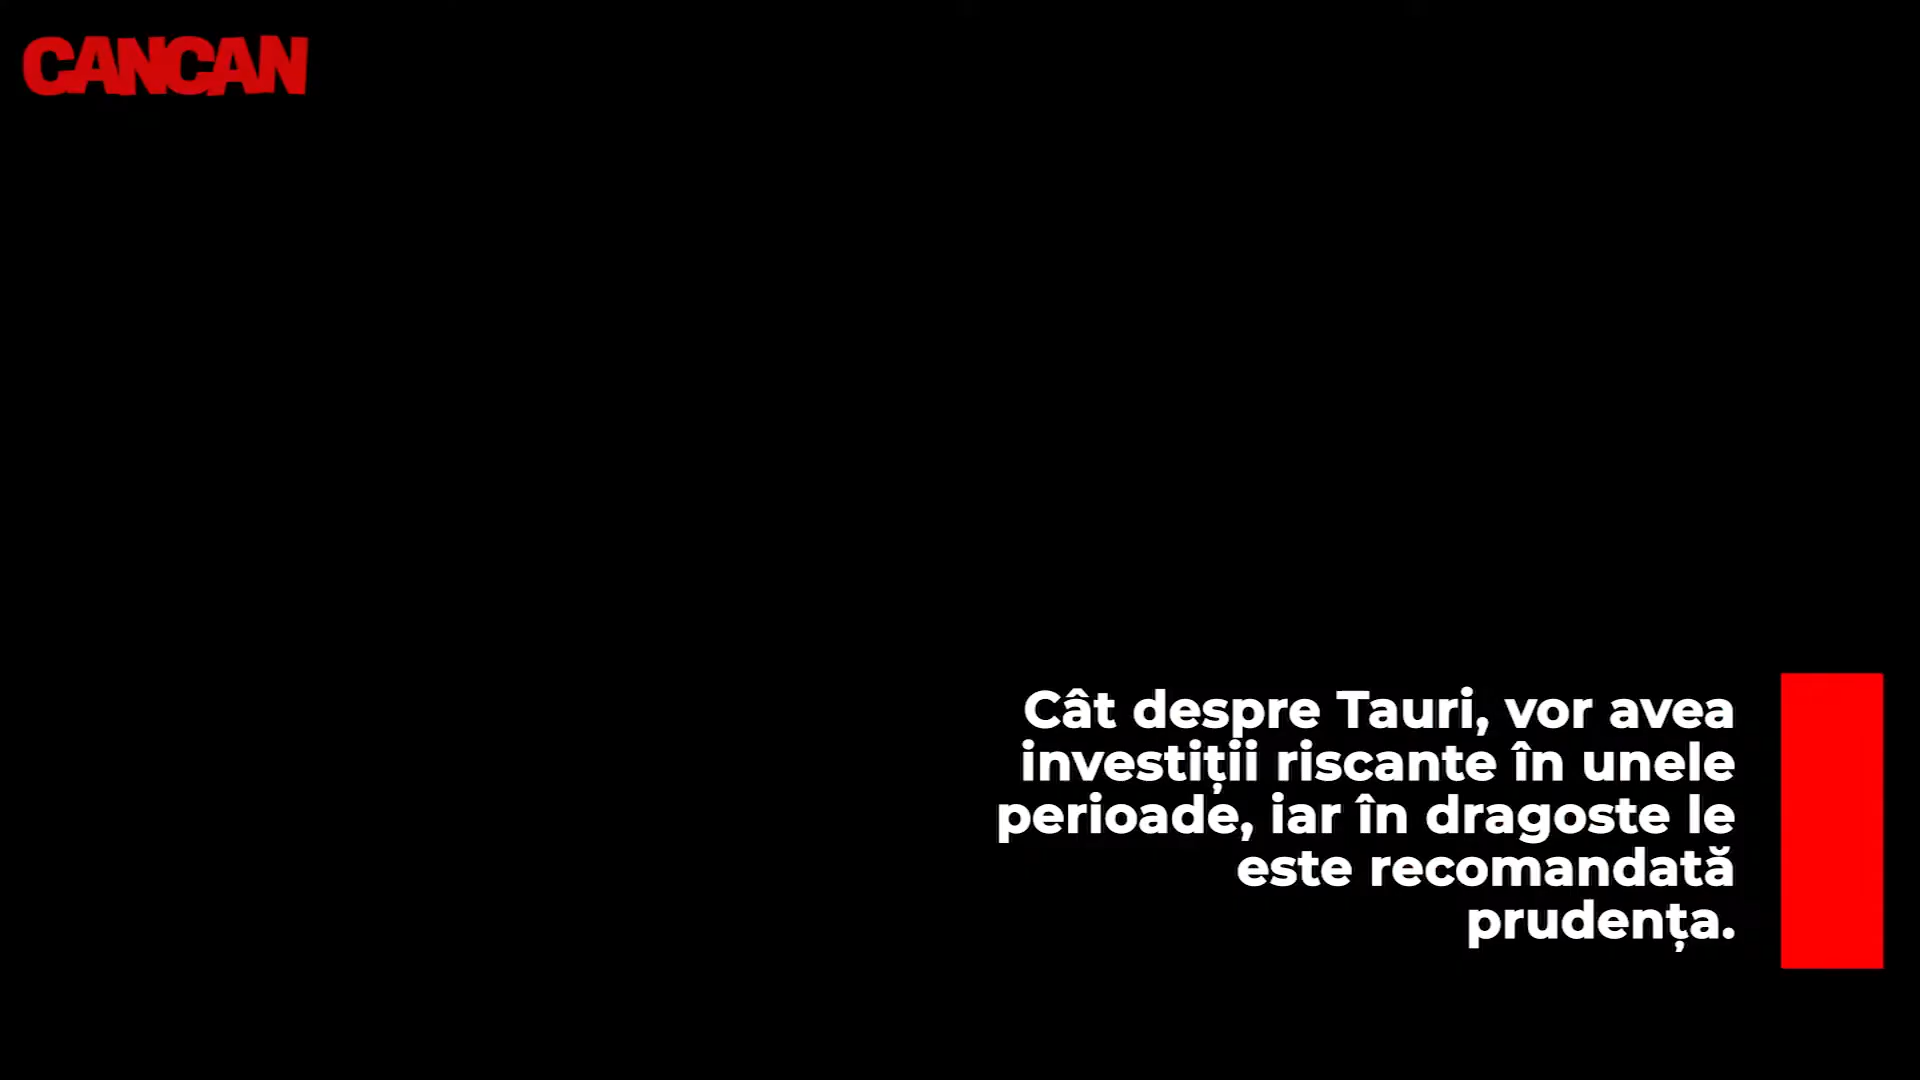 CANCAN
Cât despre Tauri, vor avea
investiții riscante în unele
perioade, iar în dragoste le
este recomandată
prudența.